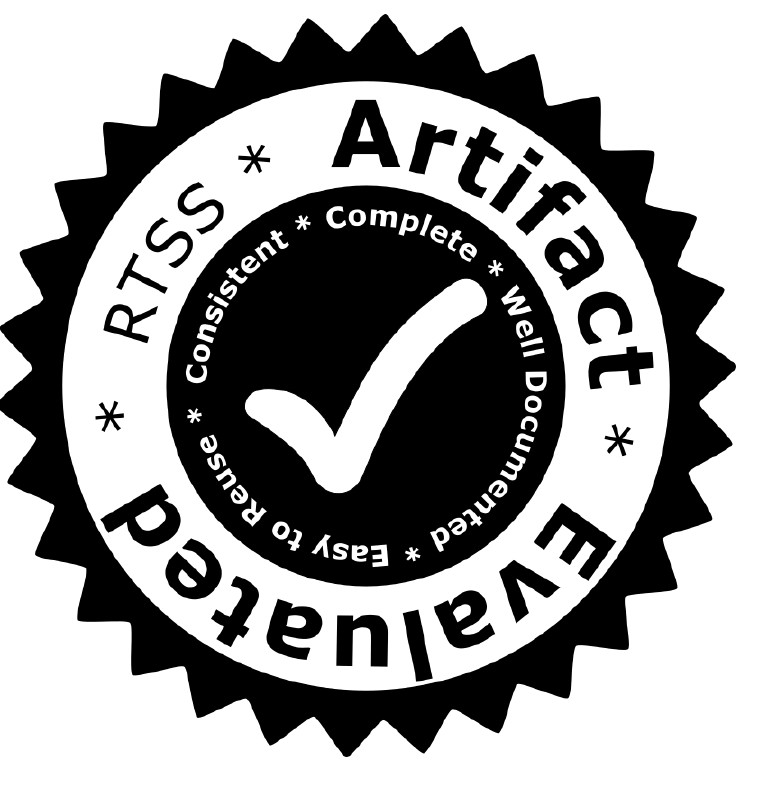 Artifact * Evaluated * RTSS *
Complete * Well Documented * Easy to Reuse * Consistent *